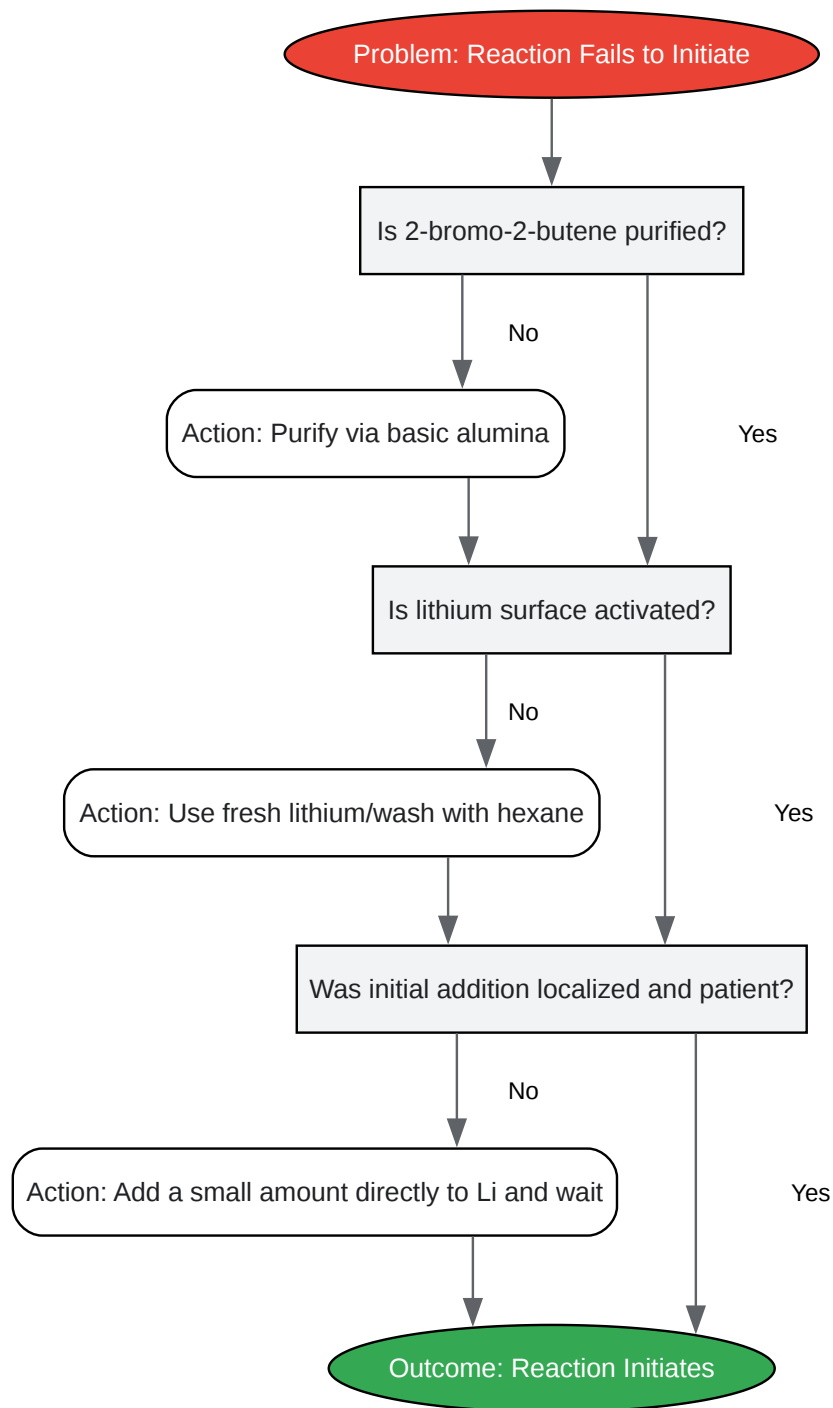 Problem: Reaction Fails to Initiate
Is 2-bromo-2-butene purified?
No
Action: Purify via basic alumina
Yes
Is lithium surface activated?
No
Action: Use fresh lithium/wash with hexane
Yes
Was initial addition localized and patient?
No
Action: Add a small amount directly to Li and wait
Yes
Outcome: Reaction Initiates